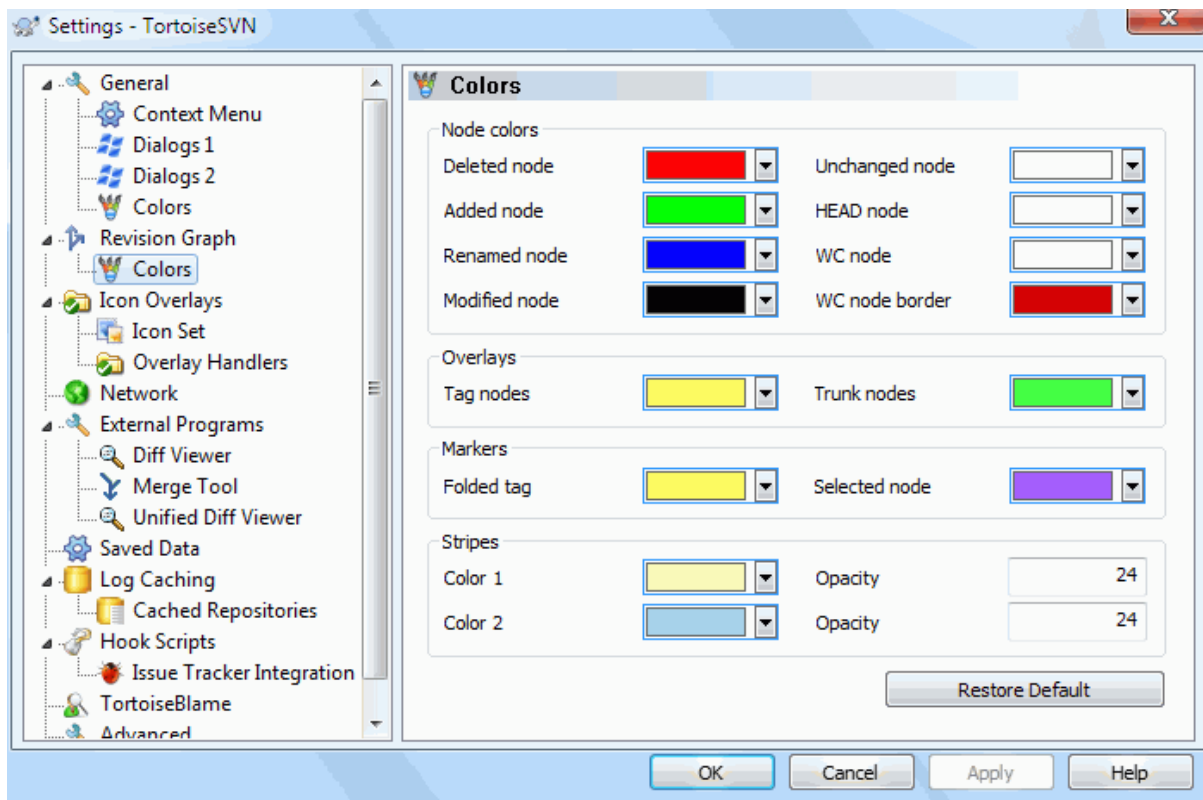 Settings - TortoiseSVN
General
Context Menu
Dialogs 1
Dialogs 2
Colors
Revision Graph
Colors
Icon Overlays
Icon Set
Overlay Handlers
Network
External Programs
Diff Viewer
Merge Tool
Unified Diff Viewer
Saved Data
Log Caching
Cached Repositories
Hook Scripts
Issue Tracker Integration
TortoiseBlame
Advanced
Colors
Node colors
Deleted node
Unchanged node
Added node
HEAD node
Renamed node
WC node
Modified node
WC node border
Overlays
Tag nodes
Trunk nodes
Markers
Folded tag
Selected node
Stripes
Color 1
Opacity
24
Color 2
Opacity
24
Restore Default
OK
Cancel
Apply
Help